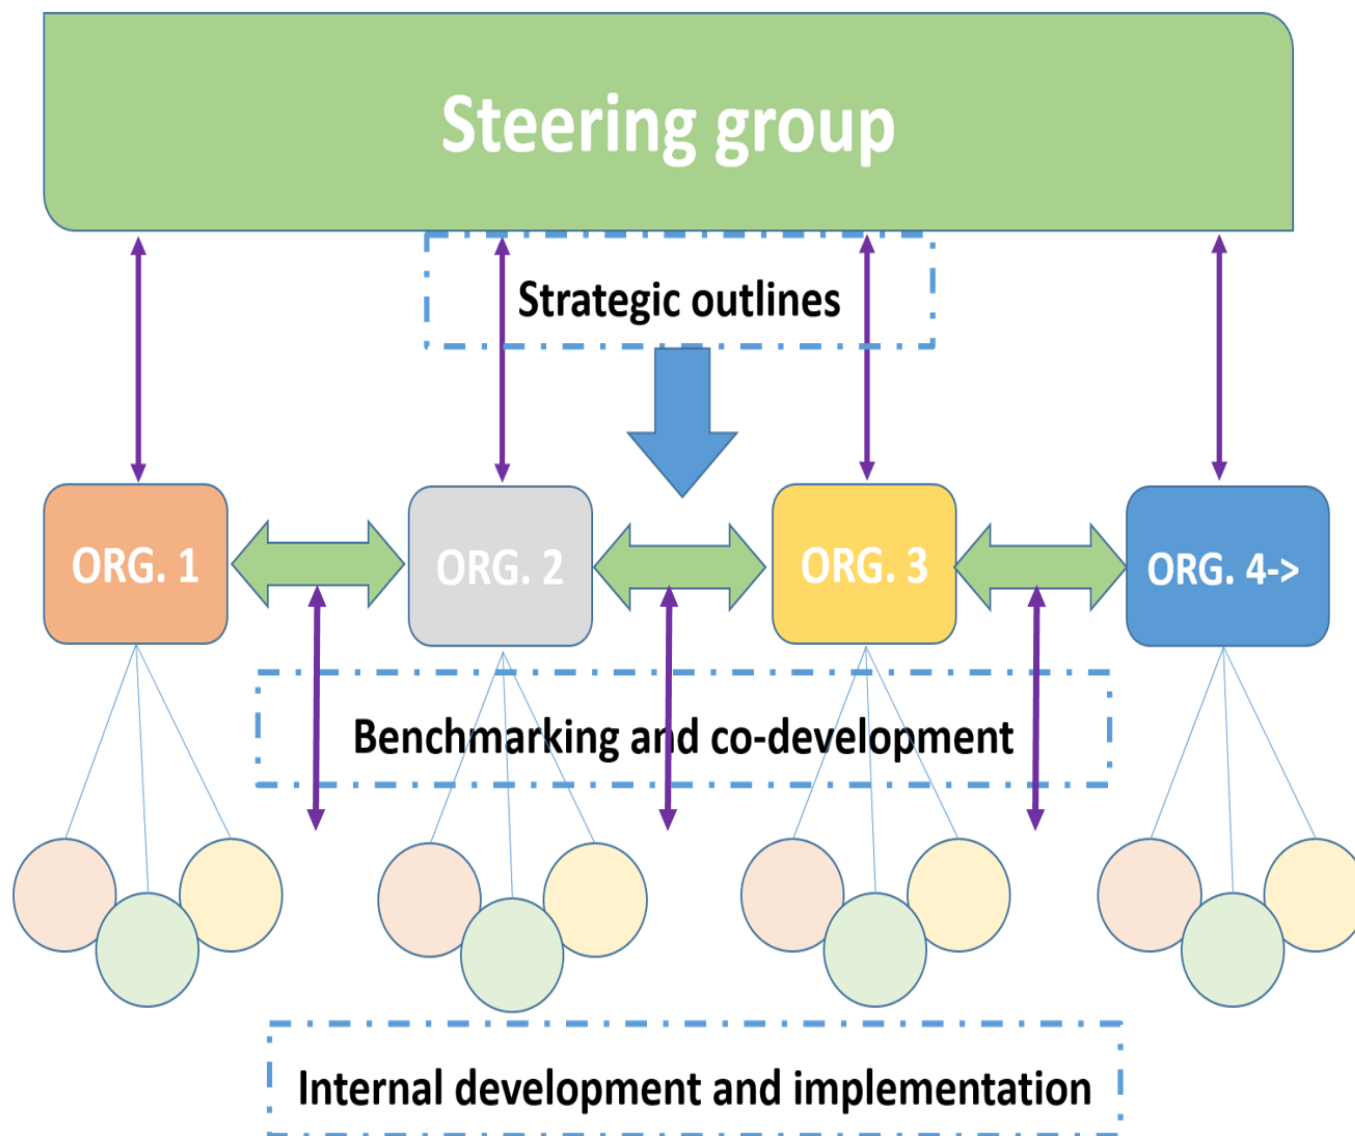 Steering group
Strategic outlines
ORG. 1
ORG. 2
ORG. 3
ORG. 4->
Benchmarking and co-development
Internal development and implementation